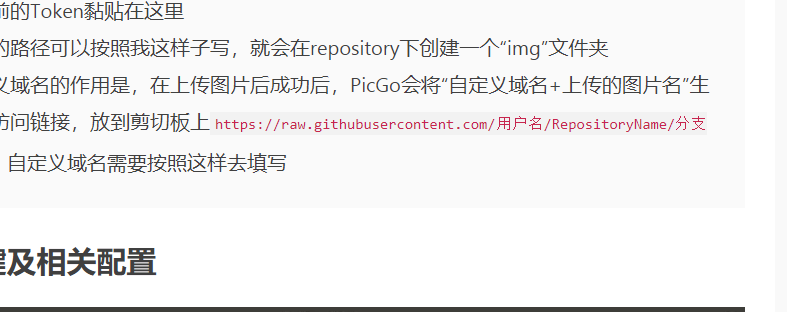 前的Token黏贴在这里
的路径可以按照我这样子写，就会在repository下创建一个“img”文件夹
义域名的作用是，在上传图片后成功后，PicGo会将“自定义域名+上传的图片名”生
访问链接，放到剪切板上 https://raw.githubusercontent.com/用户名/RepositoryName/分支
，自定义域名需要按照这样去填写
及相关配置